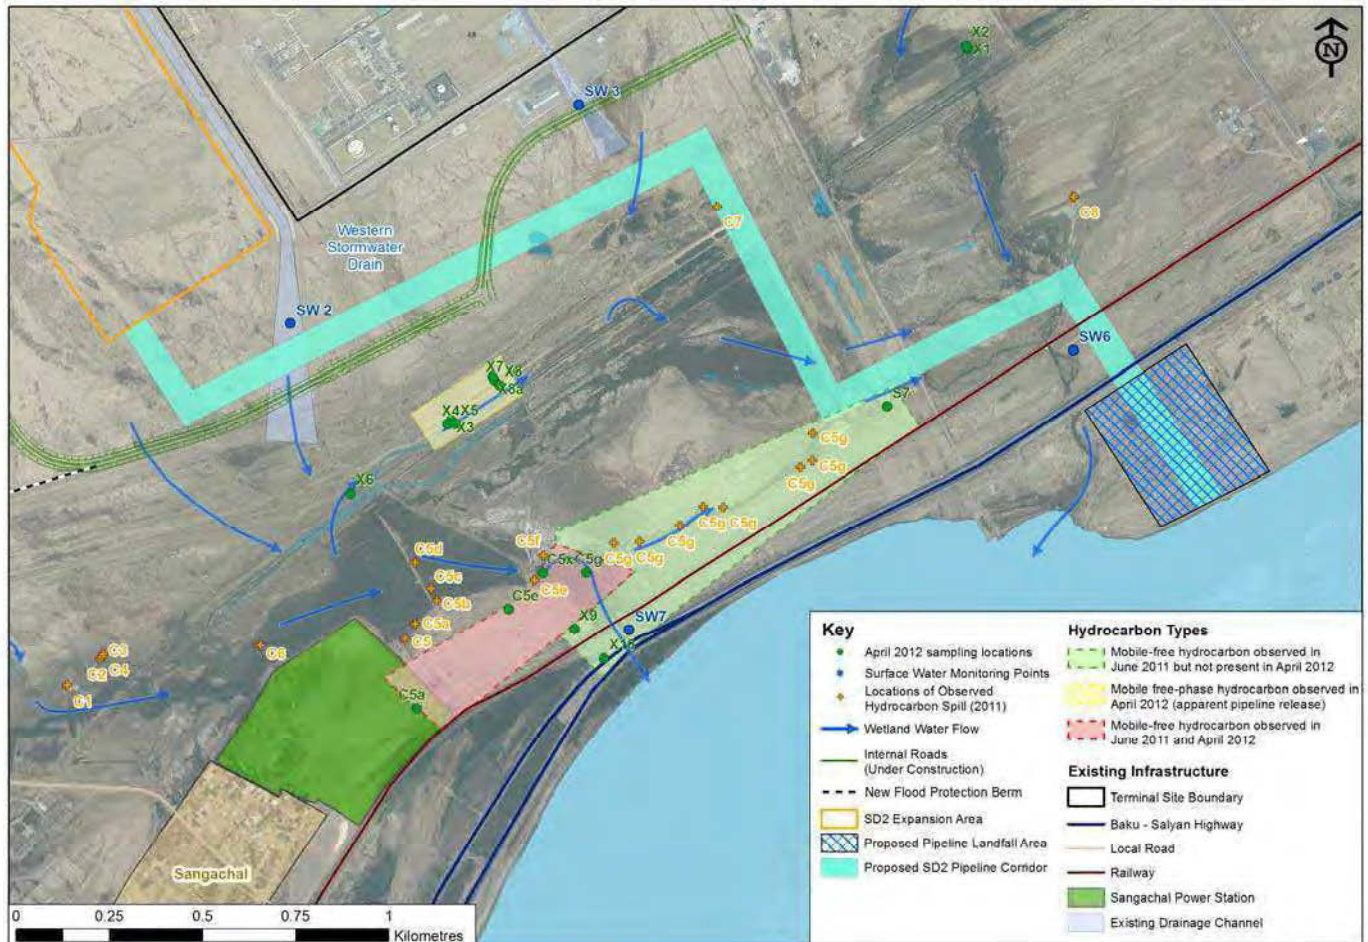 X2
X1
N
SW 3
C7
C8
Western
Stormwater
Drain
SW 2
SW6
X7 X8
X8a
X4 X5
X3
S7
C5g
C5g
C5g
X6
C5g C5g
C5g
C5d
C5f
C5x C5g C5g C5g
C5c
C5e
C5b
C5e
C5a
X9
SW7
C5
C3
C6
C2 C4
X10
C1
C5a
Sangachal
0 0.25 0.5 0.75 1
Kilometres
Key
April 2012 sampling locations
Surface Water Monitoring Points
Locations of Observed
Hydrocarbon Spill (2011)
Wetland Water Flow
Internal Roads
(Under Construction)
New Flood Protection Berm
SD2 Expansion Area
Proposed Pipeline Landfall Area
Proposed SD2 Pipeline Corridor
Hydrocarbon Types
Mobile-free hydrocarbon observed in
June 2011 but not present in April 2012
Mobile free-phase hydrocarbon observed in
April 2012 (apparent pipeline release)
Mobile-free hydrocarbon observed in
June 2011 and April 2012
Existing Infrastructure
Terminal Site Boundary
Baku - Salyan Highway
Local Road
Railway
Sangachal Power Station
Existing Drainage Channel